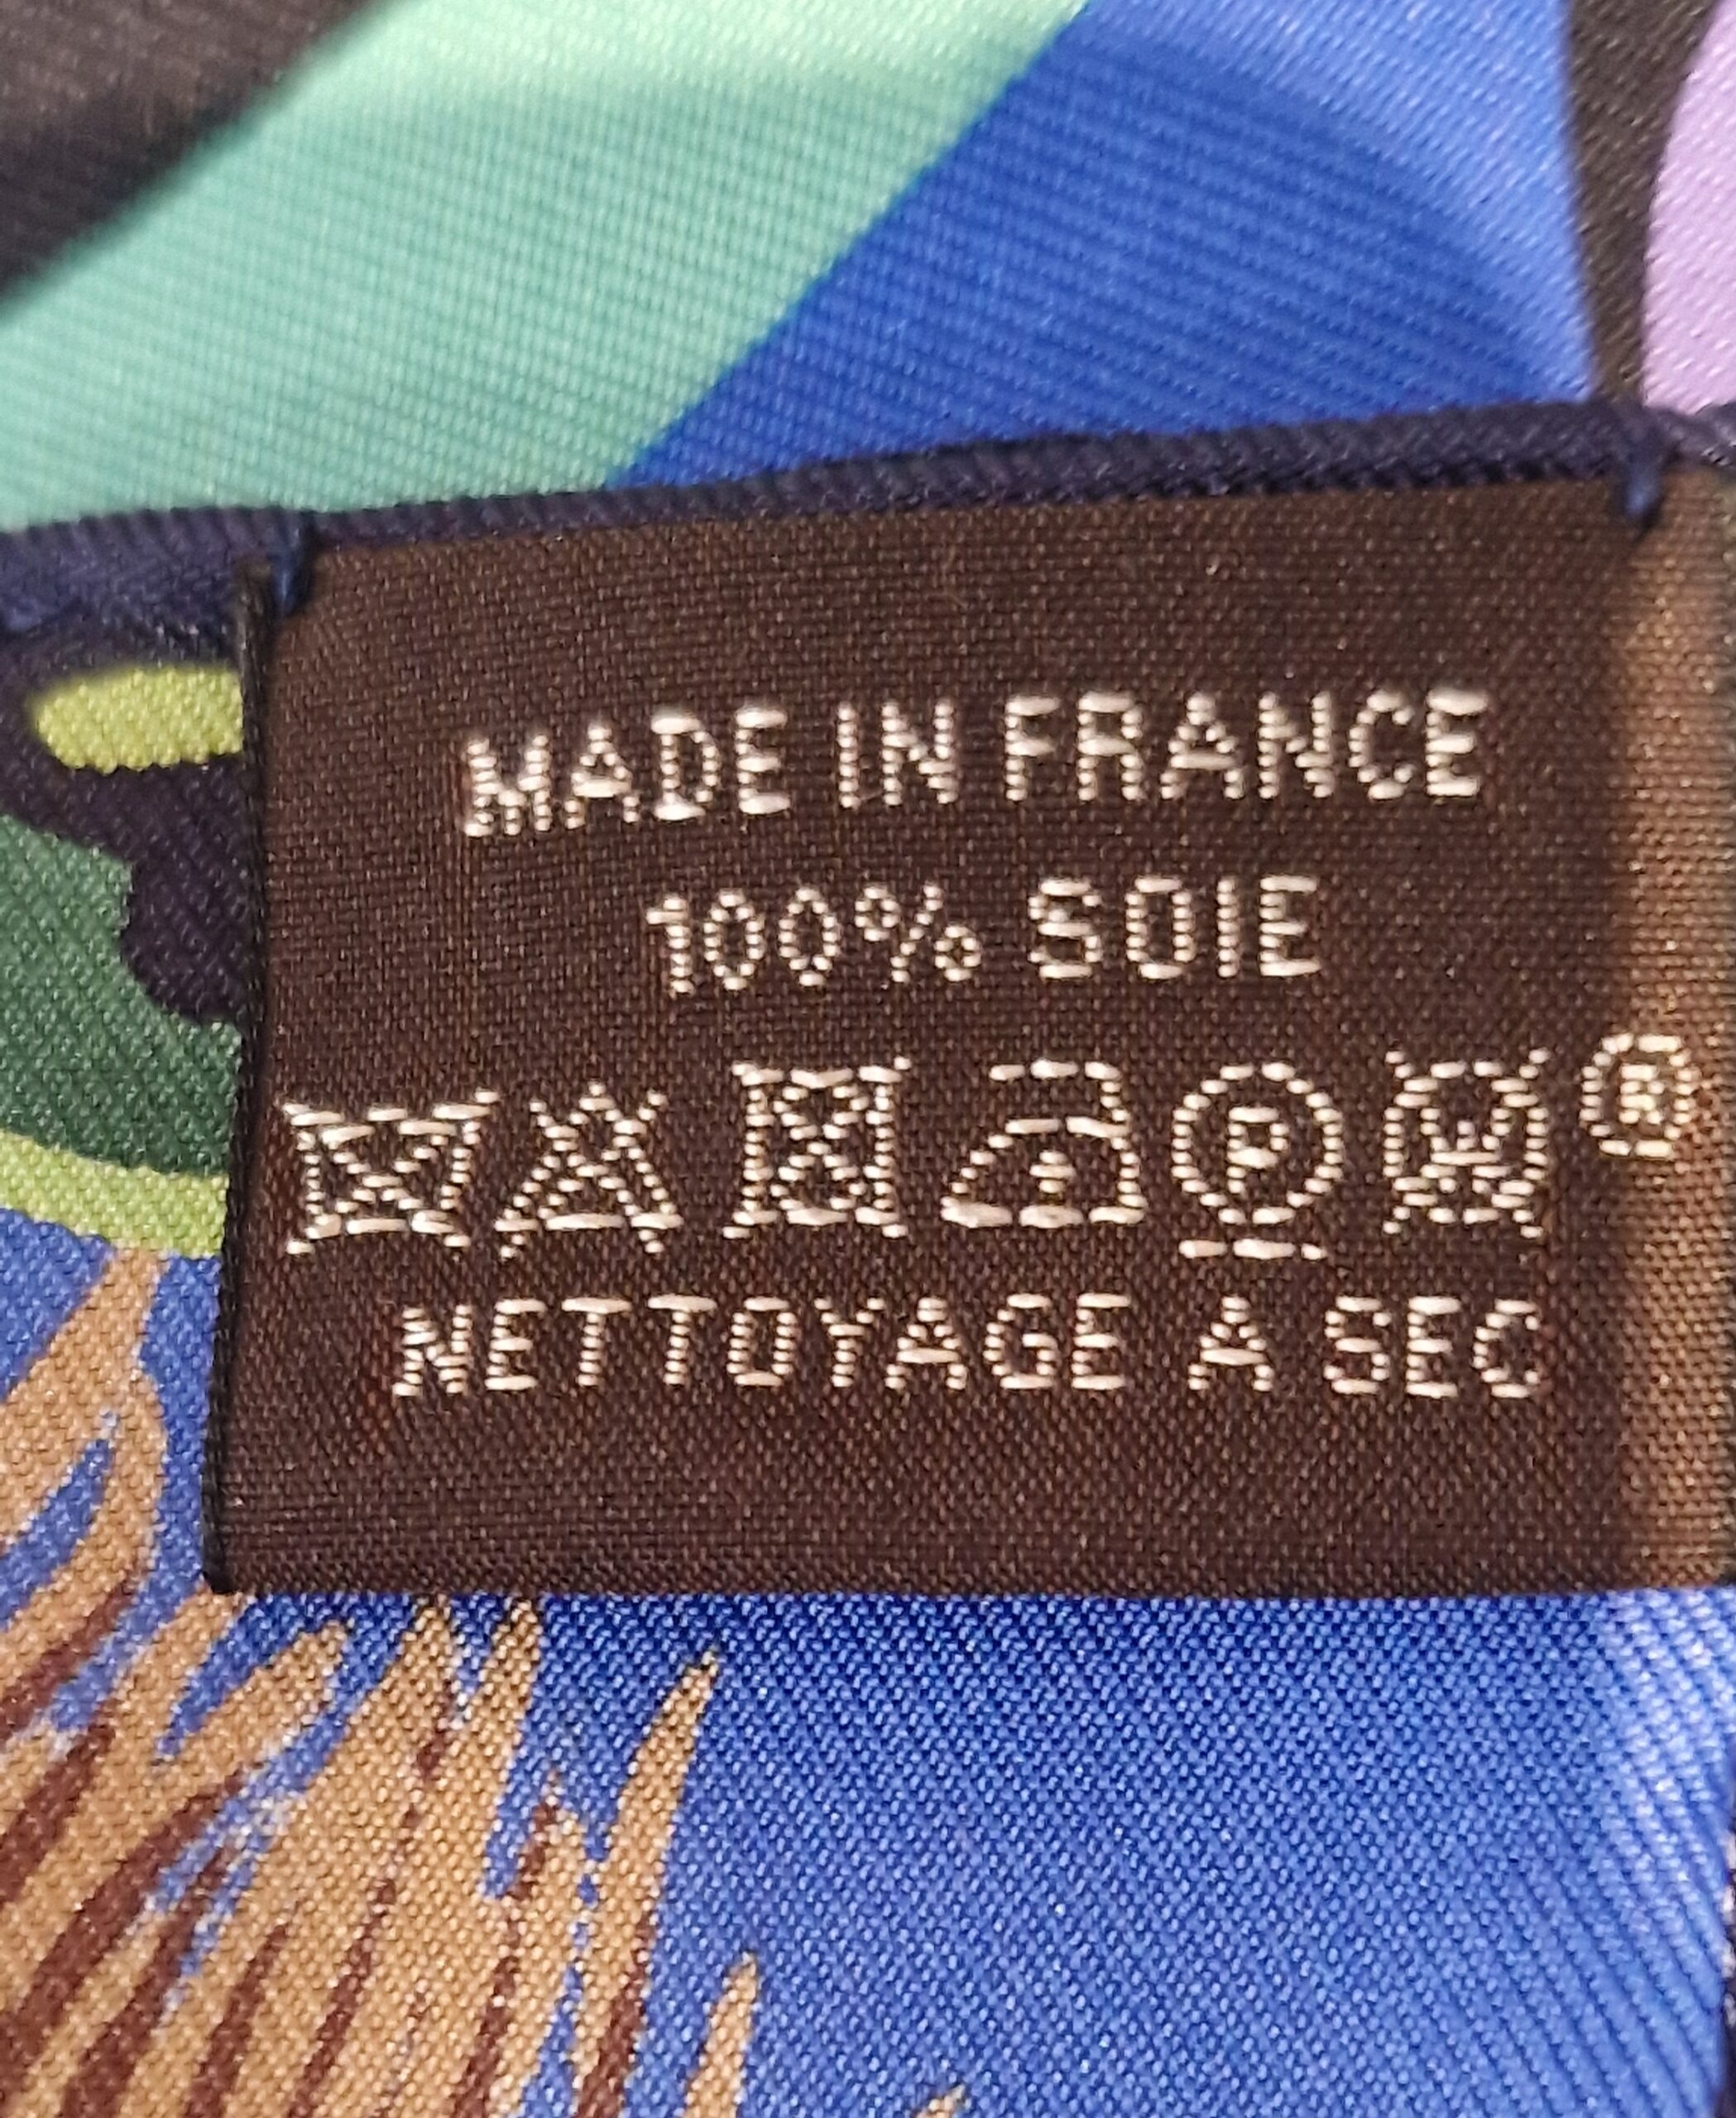 MADE IN FRANCE
100% SOIE
P W ®
NETTOYAGE A SEC